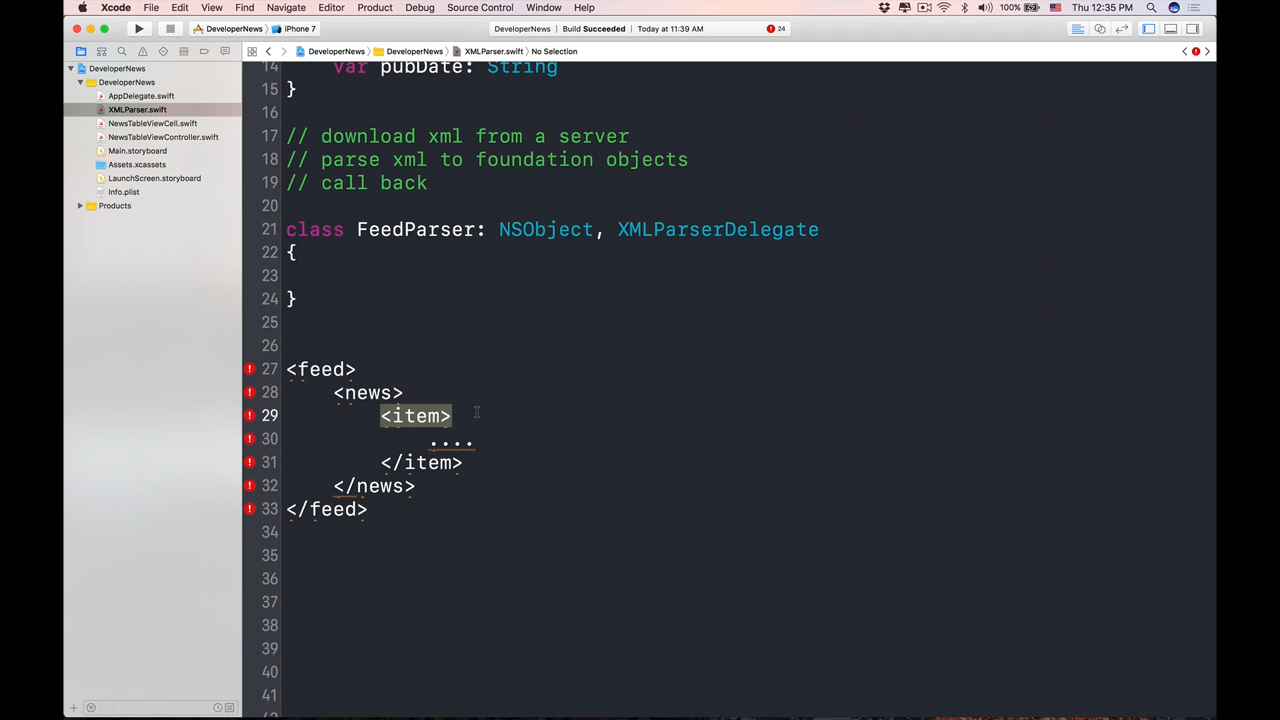 Xcode File Edit View Find Navigate Editor Product Debug Source Control Window Help 100% Thu 12:35 PM
DeveloperNews iPhone 7 DeveloperNews Build Succeeded Today at 11:39 AM 24
DeveloperNews DeveloperNews XMLParser.swift No Selection
DeveloperNews
DeveloperNews
AppDelegate.swift
XMLParser.swift
NewsTableViewCell.swift
NewsTableViewController.swift
Main.storyboard
Assets.xcassets
LaunchScreen.storyboard
Info.plist
Products
14 var pubDate: String
15 }
16
17 // download xml from a server
18 // parse xml to foundation objects
19 // call back
20
21 class FeedParser: NSObject, XMLParserDelegate
22 {
23
24 }
25
26
27 <feed>
28 <news>
29 <item>
30 ....
31 </item>
32 </news>
33 </feed>
34
35
36
37
38
39
40
41